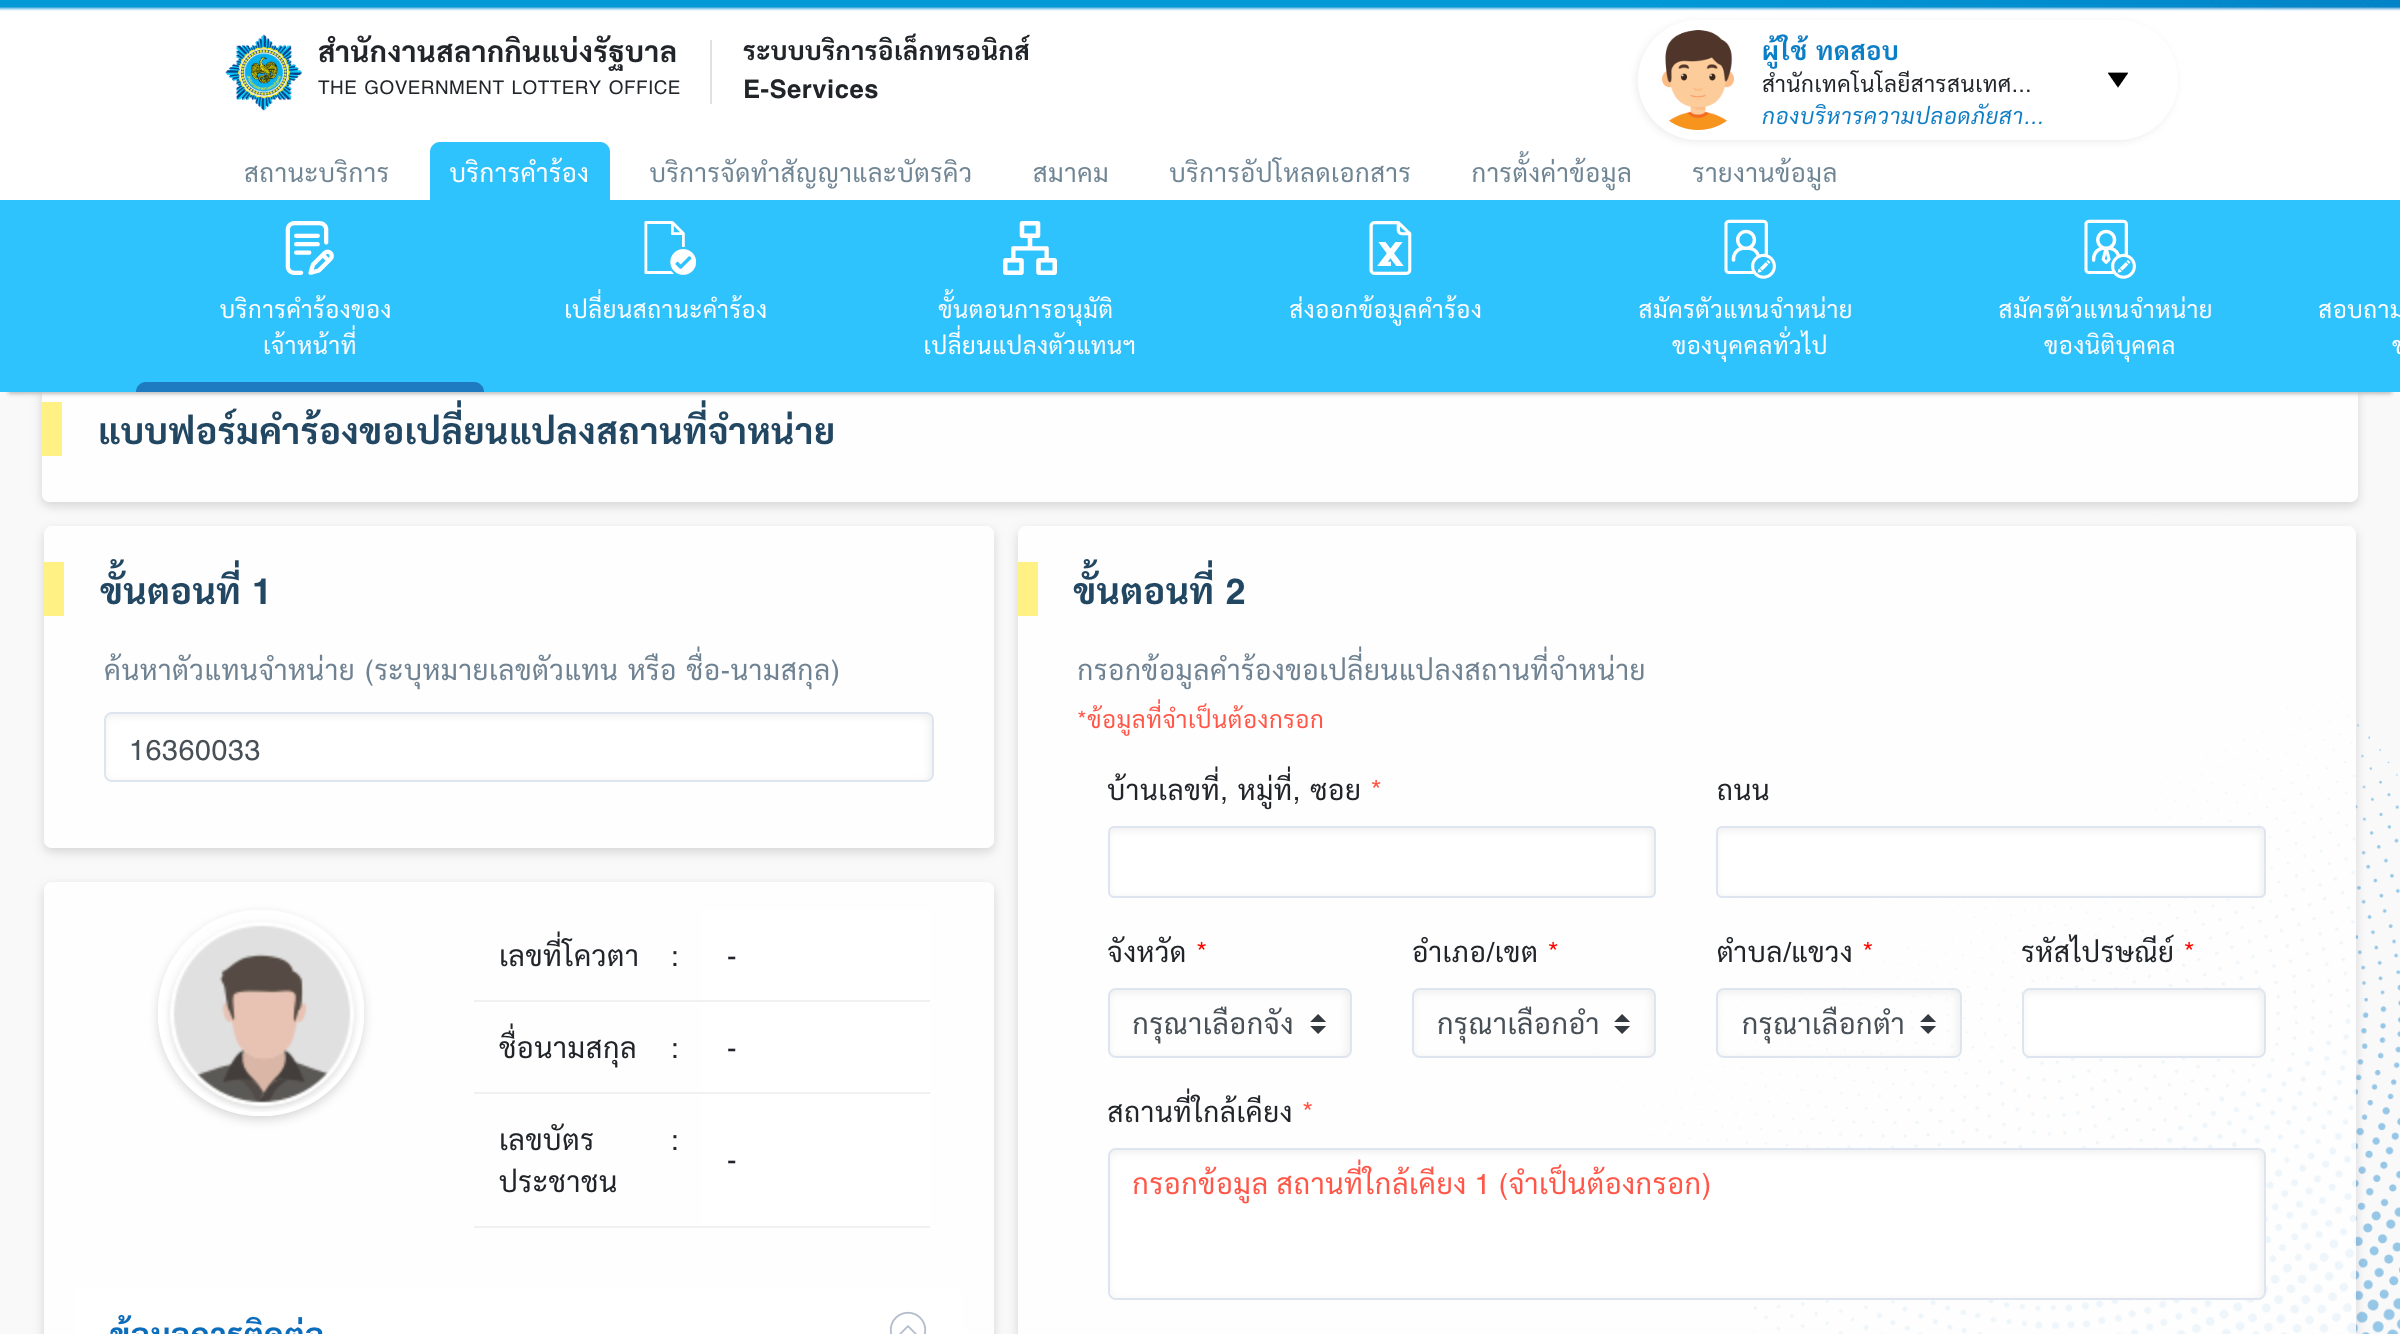 สำนักงานสลากกินแบ่งรัฐบาล
THE GOVERNMENT LOTTERY OFFICE
ระบบบริการอิเล็กทรอนิกส์
E-Services
ผู้ใช้ ทดสอบ
สำนักเทคโนโลยีสารสนเทศ...
กองบริหารความปลอดภัยสา...
สถานะบริการ
บริการคำร้อง
บริการจัดทำสัญญาและบัตรคิว
สมาคม
บริการอัปโหลดเอกสาร
การตั้งค่าข้อมูล
รายงานข้อมูล
บริการคำร้องของ
เจ้าหน้าที่
เปลี่ยนสถานะคำร้อง
ขั้นตอนการอนุมัติ
เปลี่ยนแปลงตัวแทนฯ
ส่งออกข้อมูลคำร้อง
สมัครตัวแทนจำหน่าย
ของบุคคลทั่วไป
สมัครตัวแทนจำหน่าย
ของนิติบุคคล
แบบฟอร์มคำร้องขอเปลี่ยนแปลงสถานที่จำหน่าย
ขั้นตอนที่ 1
ค้นหาตัวแทนจำหน่าย (ระบุหมายเลขตัวแทน หรือ ชื่อ-นามสกุล)
16360033
เลขที่โควตา : -
ชื่อนามสกุล : -
เลขบัตร : -
ประชาชน
ข้อมูลการติดต่อ
ขั้นตอนที่ 2
กรอกข้อมูลคำร้องขอเปลี่ยนแปลงสถานที่จำหน่าย
*ข้อมูลที่จำเป็นต้องกรอก
บ้านเลขที่, หมู่ที่, ซอย *
ถนน
จังหวัด * อำเภอ/เขต * ตำบล/แขวง * รหัสไปรษณีย์ *
กรุณาเลือกจัง กรุณาเลือกอำ กรุณาเลือกตำ
สถานที่ใกล้เคียง *
กรอกข้อมูล สถานที่ใกล้เคียง 1 (จำเป็นต้องกรอก)